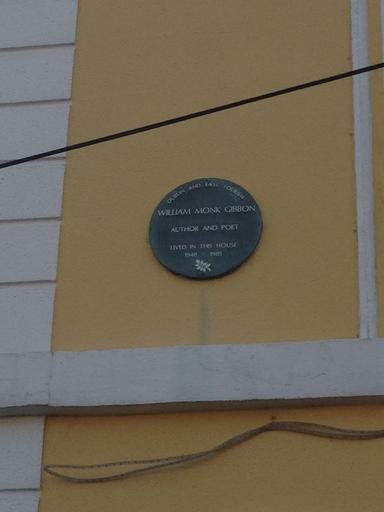 DUBLIN AND EAST TOURISM
WILLIAM MONK GIBBON
AUTHOR AND POET
LIVED IN THIS HOUSE
1948 - 1985